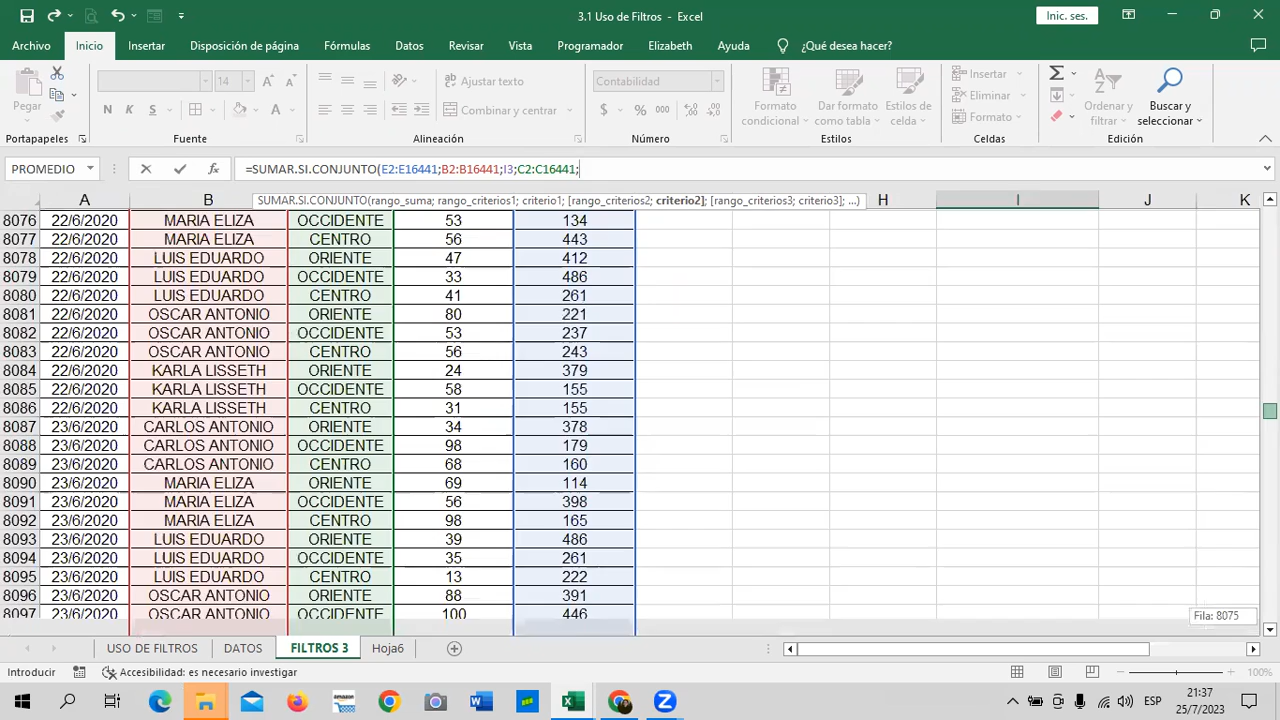 3.1 Uso de Filtros - Excel
Inic. ses.
Archivo Inicio Insertar Disposición de página Fórmulas Datos Revisar Vista Programador Elizabeth Ayuda ¿Qué desea hacer?
Pegar
14
Ajustar texto
Combinar y centrar
Contabilidad
Formato condicional
Dar formato como tabla
Estilos de celda
Insertar
Eliminar
Formato
Ordenar y filtrar
Buscar y seleccionar
Portapapeles Fuente Alineación Número Estilos Celdas Edición
PROMEDIO =SUMAR.SI.CONJUNTO(E2:E16441;B2:B16441;I3;C2:C16441;
SUMAR.SI.CONJUNTO(rango_suma; rango_criterios1; criterio1; [rango_criterios2; criterio2]; [rango_criterios3; criterio3]; ...)
A B H I J K
8076 22/6/2020 MARIA ELIZA OCCIDENTE 53 134
8077 22/6/2020 MARIA ELIZA CENTRO 56 443
8078 22/6/2020 LUIS EDUARDO ORIENTE 47 412
8079 22/6/2020 LUIS EDUARDO OCCIDENTE 33 486
8080 22/6/2020 LUIS EDUARDO CENTRO 41 261
8081 22/6/2020 OSCAR ANTONIO ORIENTE 80 221
8082 22/6/2020 OSCAR ANTONIO OCCIDENTE 53 237
8083 22/6/2020 OSCAR ANTONIO CENTRO 56 243
8084 22/6/2020 KARLA LISSETH ORIENTE 24 379
8085 22/6/2020 KARLA LISSETH OCCIDENTE 58 155
8086 22/6/2020 KARLA LISSETH CENTRO 31 155
8087 23/6/2020 CARLOS ANTONIO ORIENTE 34 378
8088 23/6/2020 CARLOS ANTONIO OCCIDENTE 98 179
8089 23/6/2020 CARLOS ANTONIO CENTRO 68 160
8090 23/6/2020 MARIA ELIZA ORIENTE 69 114
8091 23/6/2020 MARIA ELIZA OCCIDENTE 56 398
8092 23/6/2020 MARIA ELIZA CENTRO 98 165
8093 23/6/2020 LUIS EDUARDO ORIENTE 39 486
8094 23/6/2020 LUIS EDUARDO OCCIDENTE 35 261
8095 23/6/2020 LUIS EDUARDO CENTRO 13 222
8096 23/6/2020 OSCAR ANTONIO ORIENTE 88 391
8097 23/6/2020 OSCAR ANTONIO OCCIDENTE 100 446
Fila: 8075
USO DE FILTROS DATOS FILTROS 3 Hoja6
Introducir Accesibilidad: es necesario investigar 100%
ESP
21:37
25/7/2023